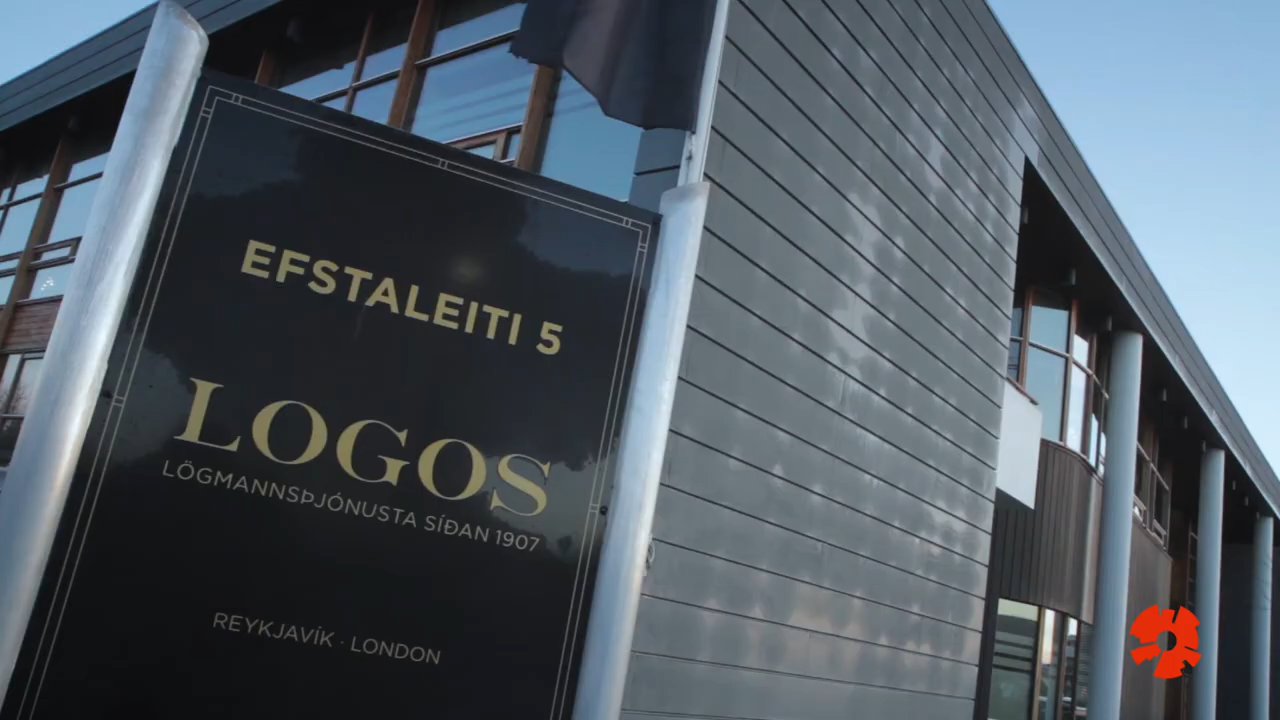 EFSTALEITI 5
LOGOS
LÖGMANNSÞJÓNUSTA SÍÐAN 1907
REYKJAVÍK · LONDON